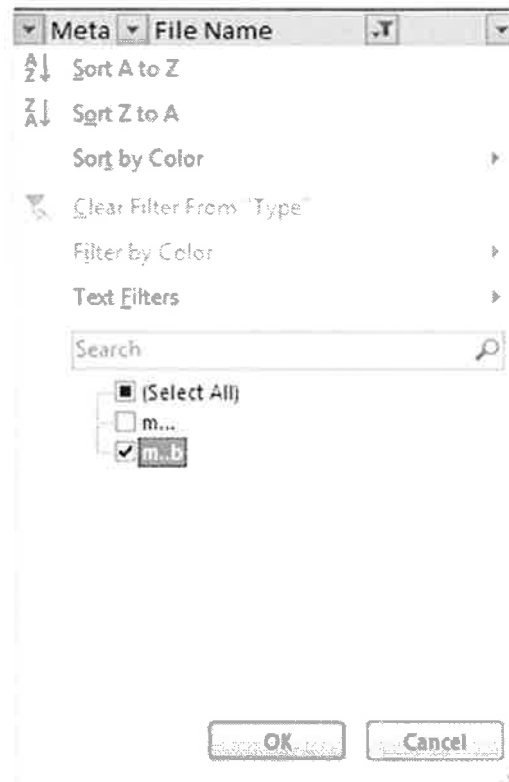 Meta File Name
Sort A to Z
Sort Z to A
Sort by Color
Clear Filter From "Type"
Filter by Color
Text Filters
Search
(Select All)
m...
m..b
OK Cancel